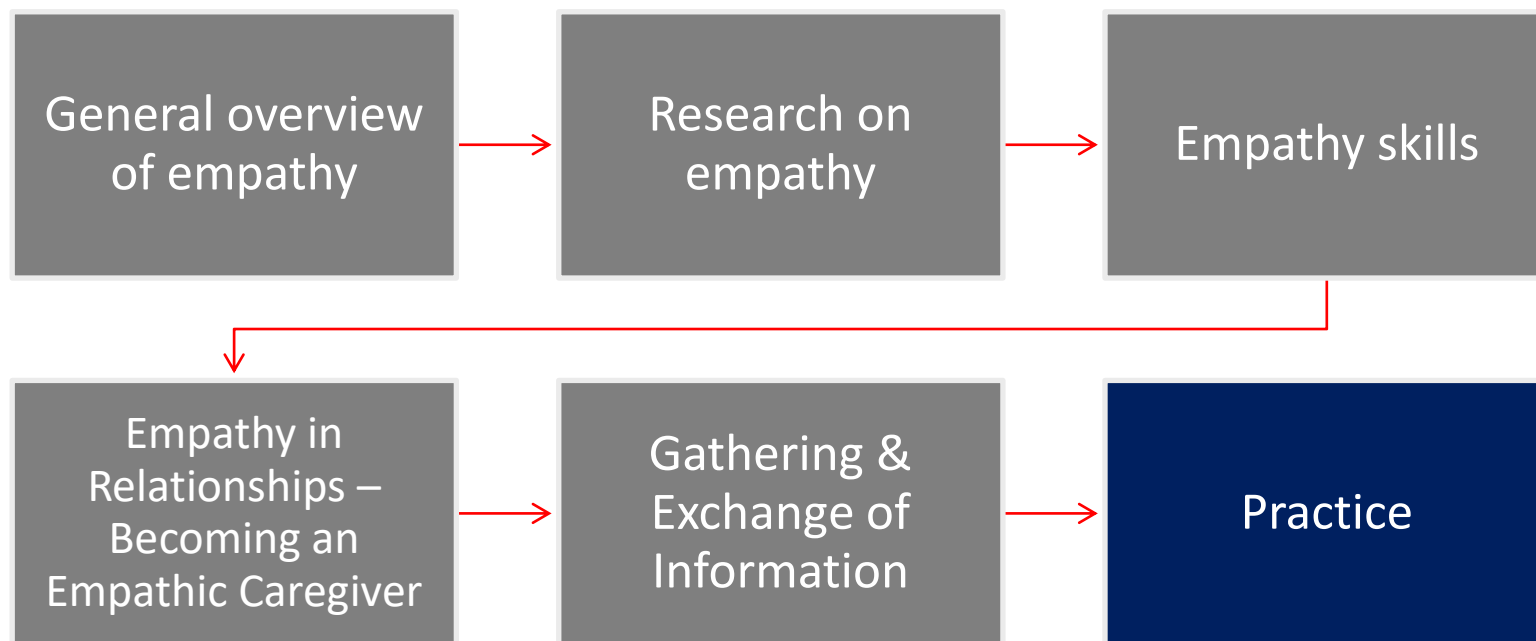 General overview
of empathy
Research on
empathy
Empathy skills
Empathy in
Relationships –
Becoming an
Empathic Caregiver
Gathering &
Exchange of
Information
Practice